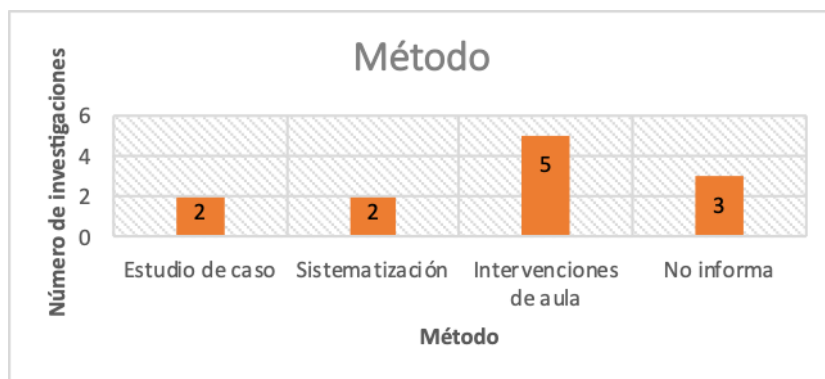 Método
Número de investigaciones
6
4
2
0
2
2
5
3
Estudio de caso
Sistematización
Intervenciones
de aula
No informa
Método